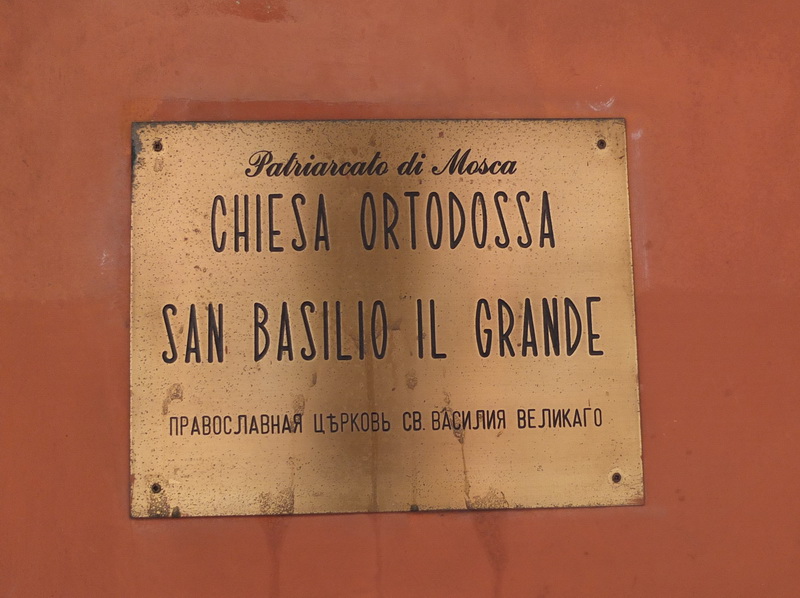 Patriarcato di Mosca
CHIESA ORTODOSSA
SAN BASILIO IL GRANDE
ПРАВОСЛАВНАЯ ЦѢРКОВЬ СВ. ВАСИЛИЯ ВЕЛИКАГО